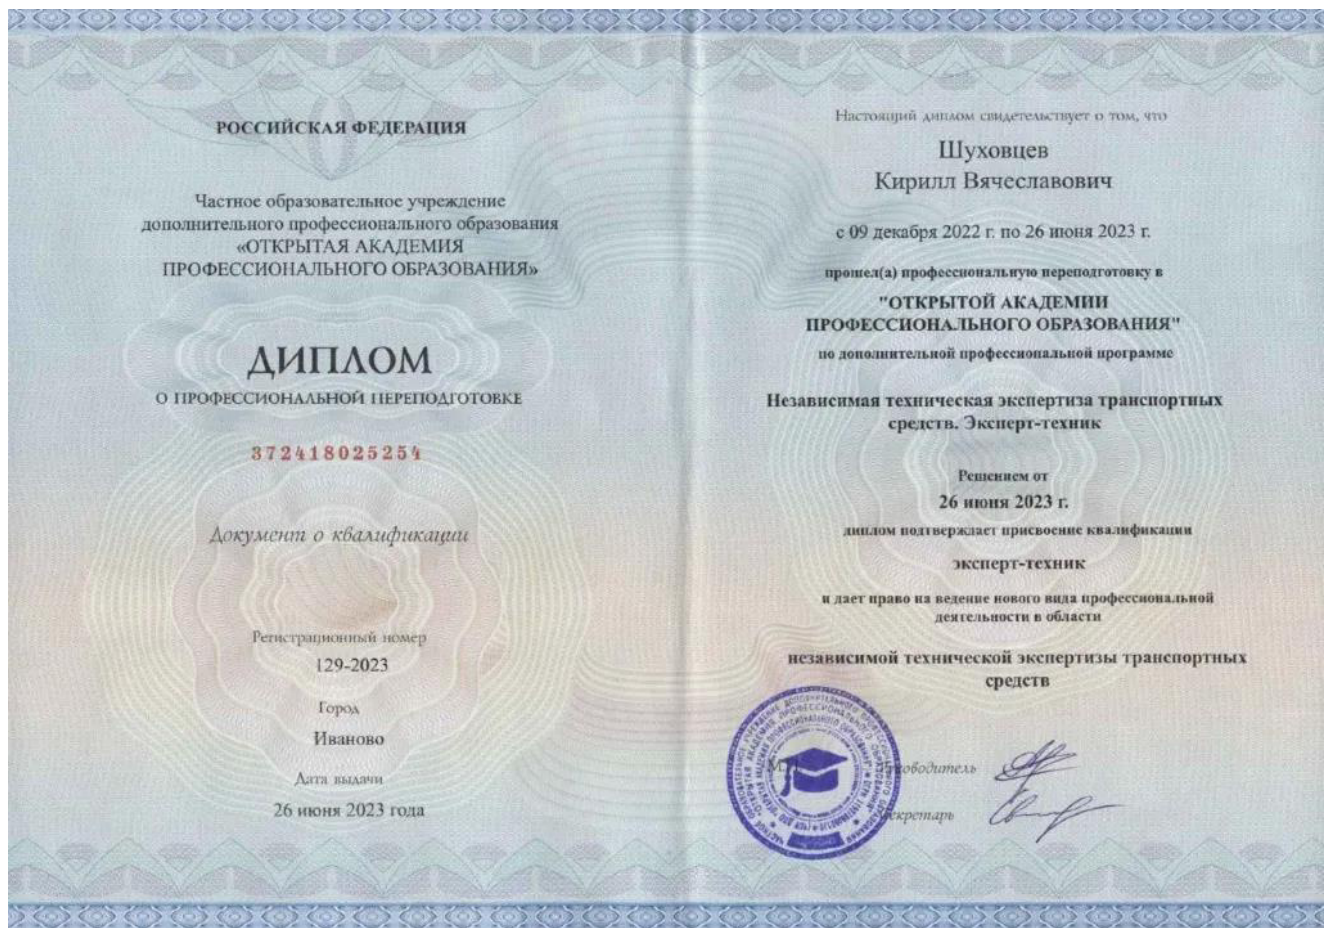 РОССИЙСКАЯ ФЕДЕРАЦИЯ
Частное образовательное учреждение
дополнительного профессионального образования
«ОТКРЫТАЯ АКАДЕМИЯ
ПРОФЕССИОНАЛЬНОГО ОБРАЗОВАНИЯ»
ДИПЛОМ
О ПРОФЕССИОНАЛЬНОЙ ПЕРЕПОДГОТОВКЕ
372418025254
Документ о квалификации
Регистрационный номер
129-2023
Город
Иваново
Дата выдачи
26 июня 2023 года
Настоящий диплом свидетельствует о том, что
Шуховцев
Кирилл Вячеславович
с 09 декабря 2022 г. по 26 июня 2023 г.
прошел(а) профессиональную переподготовку в
"ОТКРЫТОЙ АКАДЕМИИ
ПРОФЕССИОНАЛЬНОГО ОБРАЗОВАНИЯ"
по дополнительной профессиональной программе
Независимая техническая экспертиза транспортных
средств. Эксперт-техник
Решением от
26 июня 2023 г.
диплом подтверждает присвоение квалификации
эксперт-техник
и дает право на ведение нового вида профессиональной
деятельности в области
независимой технической экспертизы транспортных
средств
М.П.
Руководитель
Секретарь